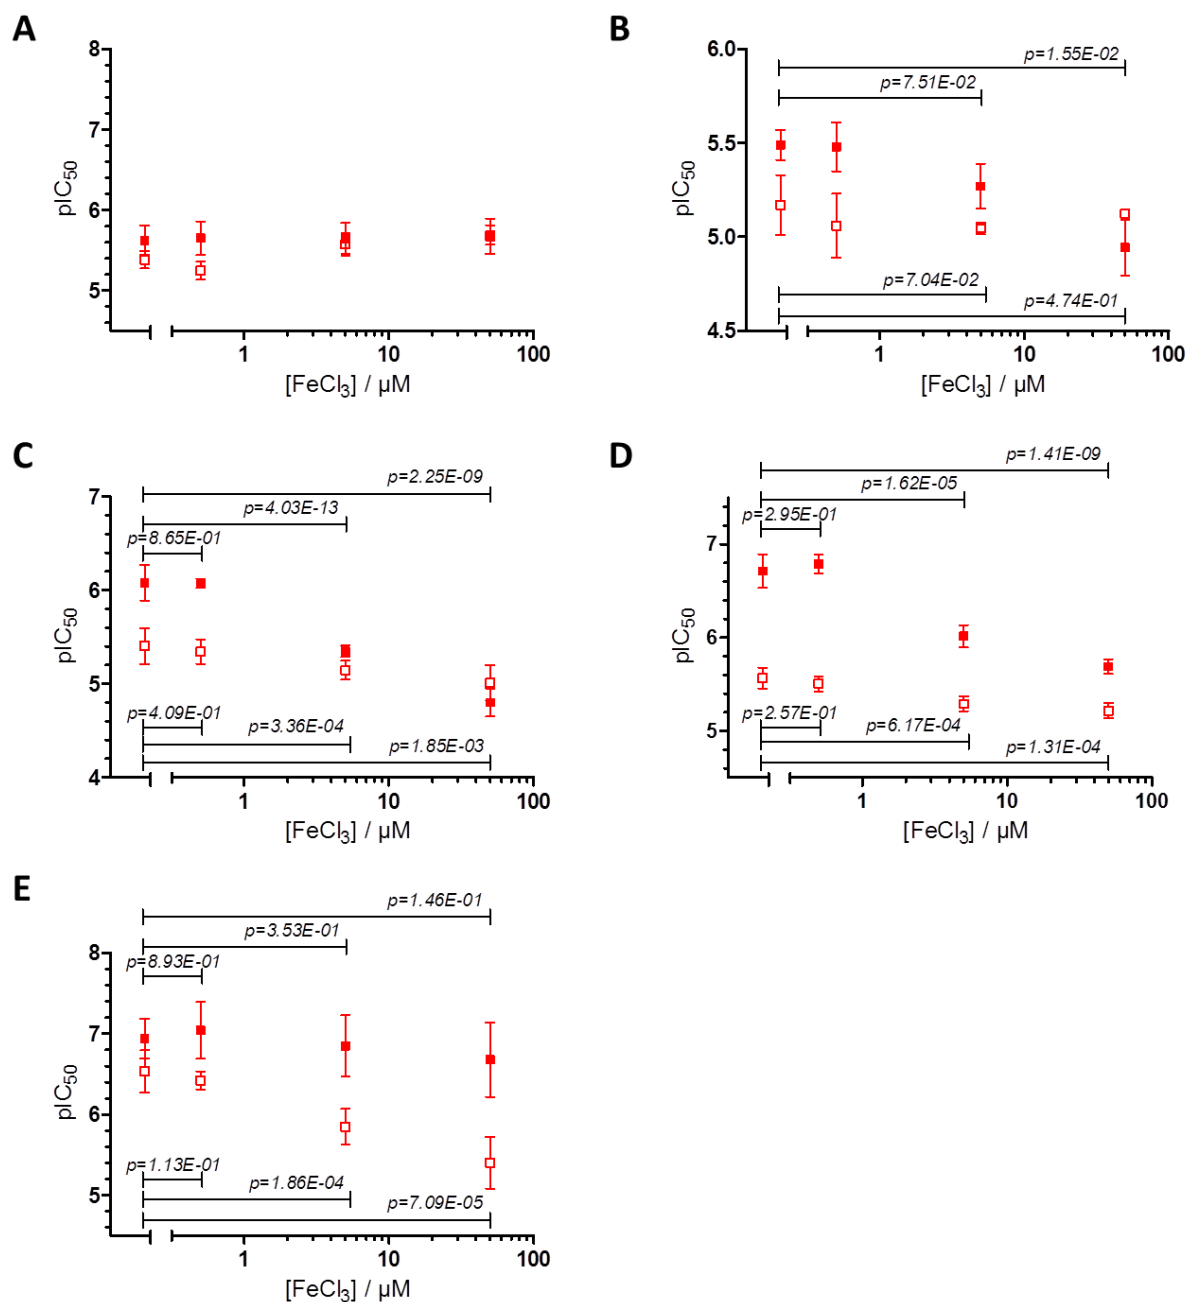 A
8
7
6
5
pIC50
1
10
100
[FeCl3] / µM
B
6.0
5.5
5.0
4.5
pIC50
p=1.55E-02
p=7.51E-02
p=7.04E-02
p=4.74E-01
1
10
100
[FeCl3] / µM
C
7
6
5
4
pIC50
p=2.25E-09
p=4.03E-13
p=8.65E-01
p=4.09E-01
p=3.36E-04
p=1.85E-03
1
10
100
[FeCl3] / µM
D
7
6
5
pIC50
p=1.41E-09
p=1.62E-05
p=2.95E-01
p=2.57E-01
p=6.17E-04
p=1.31E-04
1
10
100
[FeCl3] / µM
E
8
7
6
5
pIC50
p=1.46E-01
p=3.53E-01
p=8.93E-01
p=1.13E-01
p=1.86E-04
p=7.09E-05
1
10
100
[FeCl3] / µM